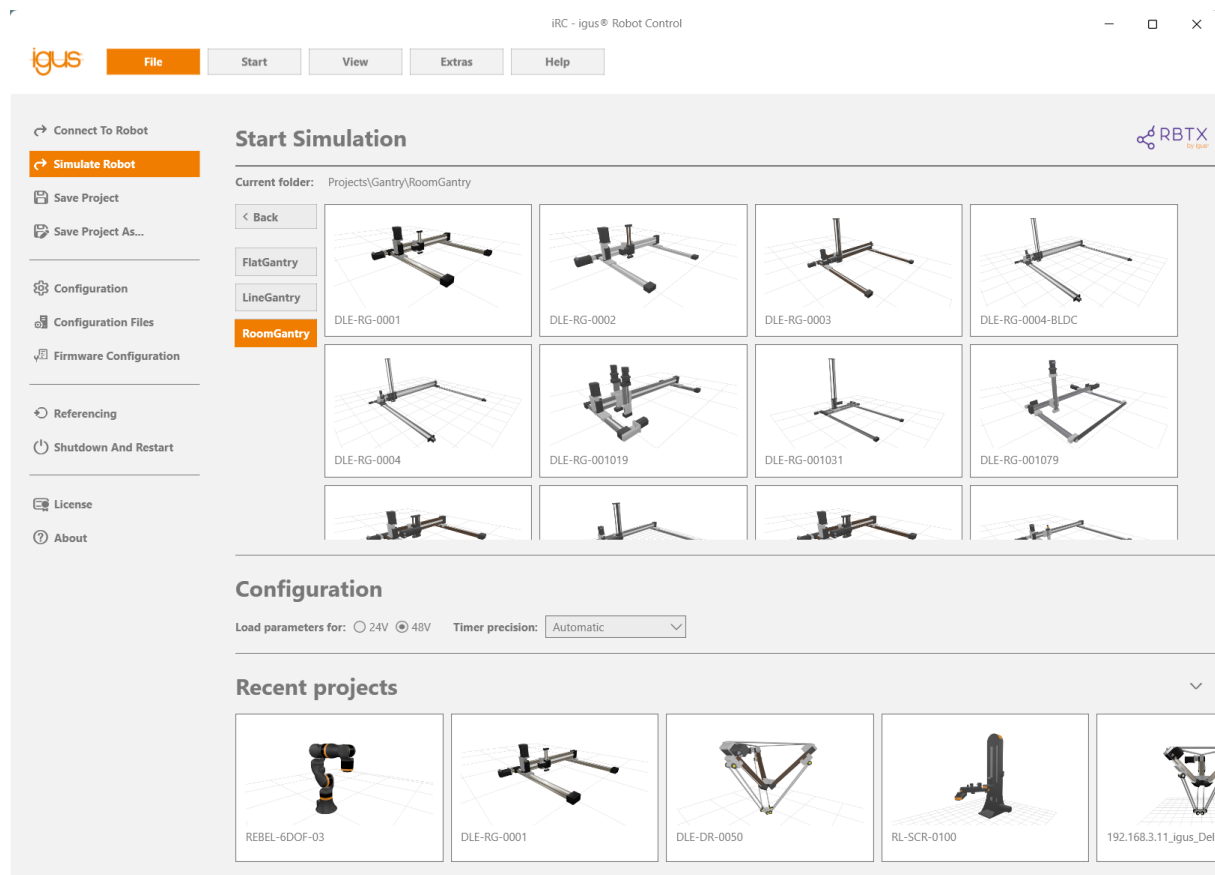 iRC - igus® Robot Control
igus
File
Start
View
Extras
Help
Connect To Robot
Simulate Robot
Save Project
Save Project As...
Configuration
Configuration Files
Firmware Configuration
Referencing
Shutdown And Restart
License
About
Start Simulation
RBTX
by igus
Current folder: Projects\Gantry\RoomGantry
< Back
FlatGantry
LineGantry
RoomGantry
DLE-RG-0001
DLE-RG-0002
DLE-RG-0003
DLE-RG-0004-BLDC
DLE-RG-0004
DLE-RG-001019
DLE-RG-001031
DLE-RG-001079
Configuration
Load parameters for: 24V 48V Timer precision: Automatic
Recent projects
REBEL-6DOF-03
DLE-RG-0001
DLE-DR-0050
RL-SCR-0100
192.168.3.11_igus_Del